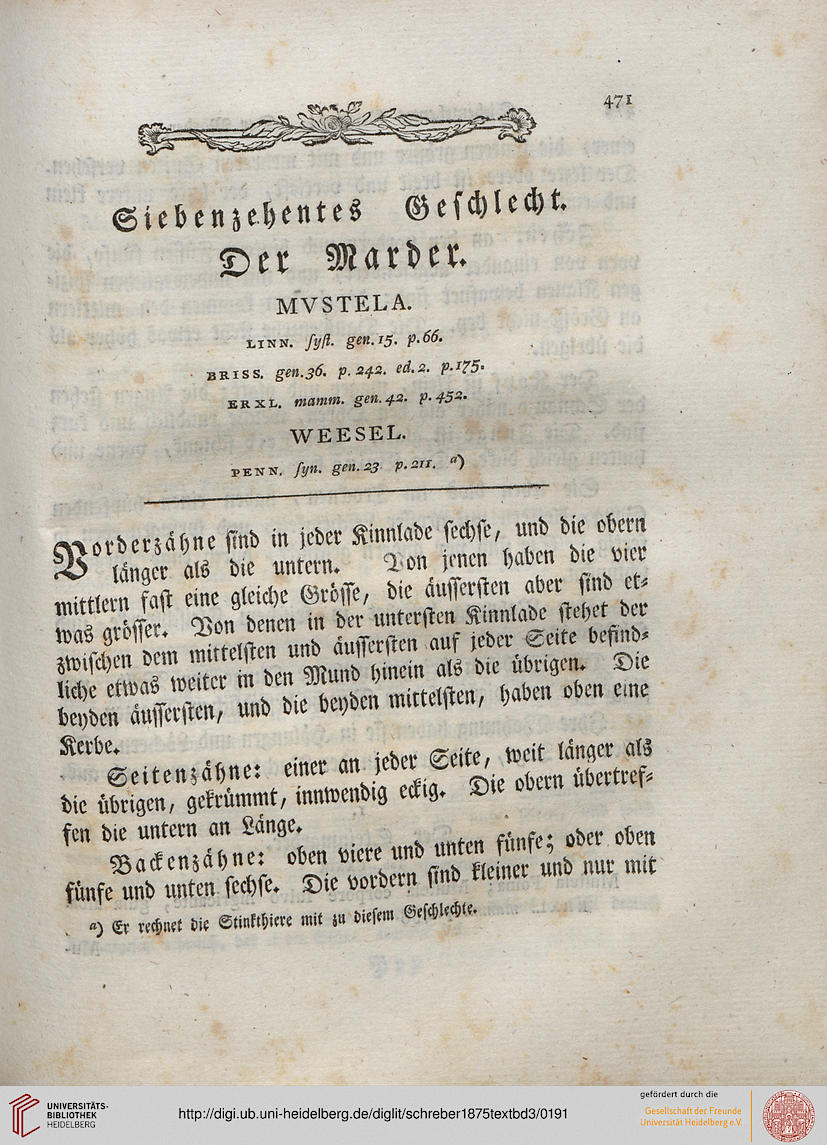 471
Siebenzehentes Geschlecht.
Der Marder.
MVSTELA.
LINN. syst. gen. 15. p. 66.
BRISS. gen. 36. p. 242. ed. 2. p. 175.
ERXL. mamm. gen. 42. p. 452.
WEESEL.
PENN. syn. gen. 23 p. 211. a)
Vorderzähne sind in jeder Kinnlade sechse, und die obern
länger als die untern. Von jenen haben die vier
mittlern fast eine gleiche Grösse, die äussersten aber sind et-
was grösser. Von denen in der untersten Kinnlade stehet der
zwischen dem mittelsten und äussersten auf jeder Seite befind-
liche etwas weiter in den Mund hinein als die übrigen. Die
beyden äussersten, und die beyden mittelsten, haben oben eine
Kerbe.
Seitenzähne: einer an jeder Seite, weit länger als
die übrigen, gekrümmt, innwendig eckig. Die obern übertref-
fen die untern an Länge.
Backenzähne: oben viere und unten fünfe; oder oben
fünfe und unten sechse. Die vordern sind kleiner und nur mit
a) Er rechnet die Stinkthiere mit zu diesem Geschlechte.
UNIVERSITÄTS-
BIBLIOTHEK
HEIDELBERG
http://digi.ub.uni-heidelberg.de/diglit/schreber1875textbd3/0191
gefördert durch die
Gesellschaft der Freunde
Universität Heidelberg e.V.